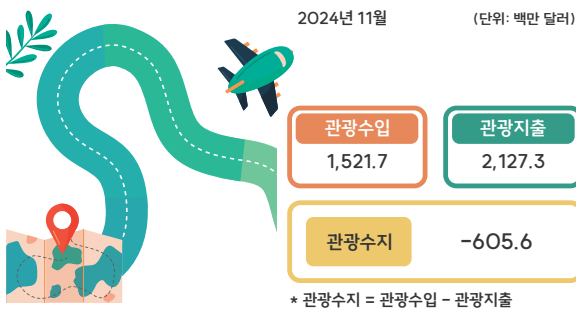 2024년 11월 (단위: 백만 달러)
관광수입 관광지출
1,521.7 2,127.3
관광수지 -605.6
* 관광수지 = 관광수입 - 관광지출